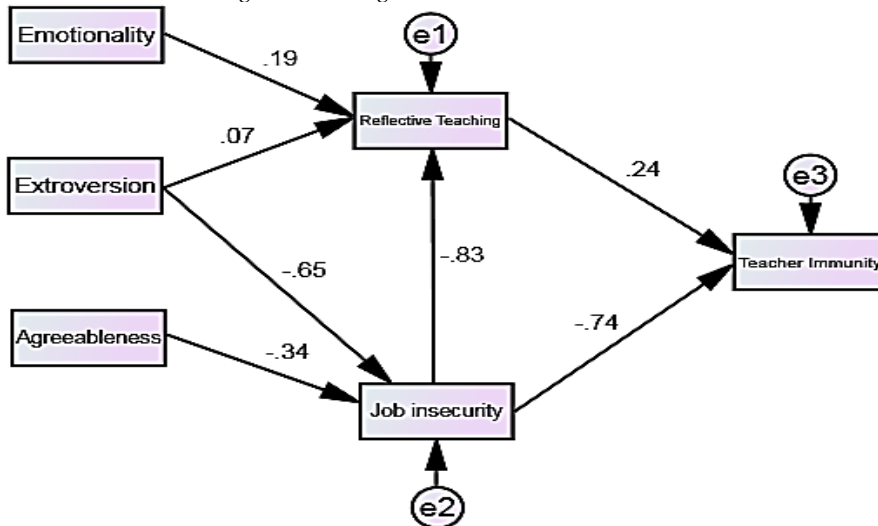 Emotionality
e1
.19
Reflective Teaching
.07
Extroversion
.24
e3
-.65
-.83
Teacher Immunity
Agreeableness
-.34
-.74
Job insecurity
e2